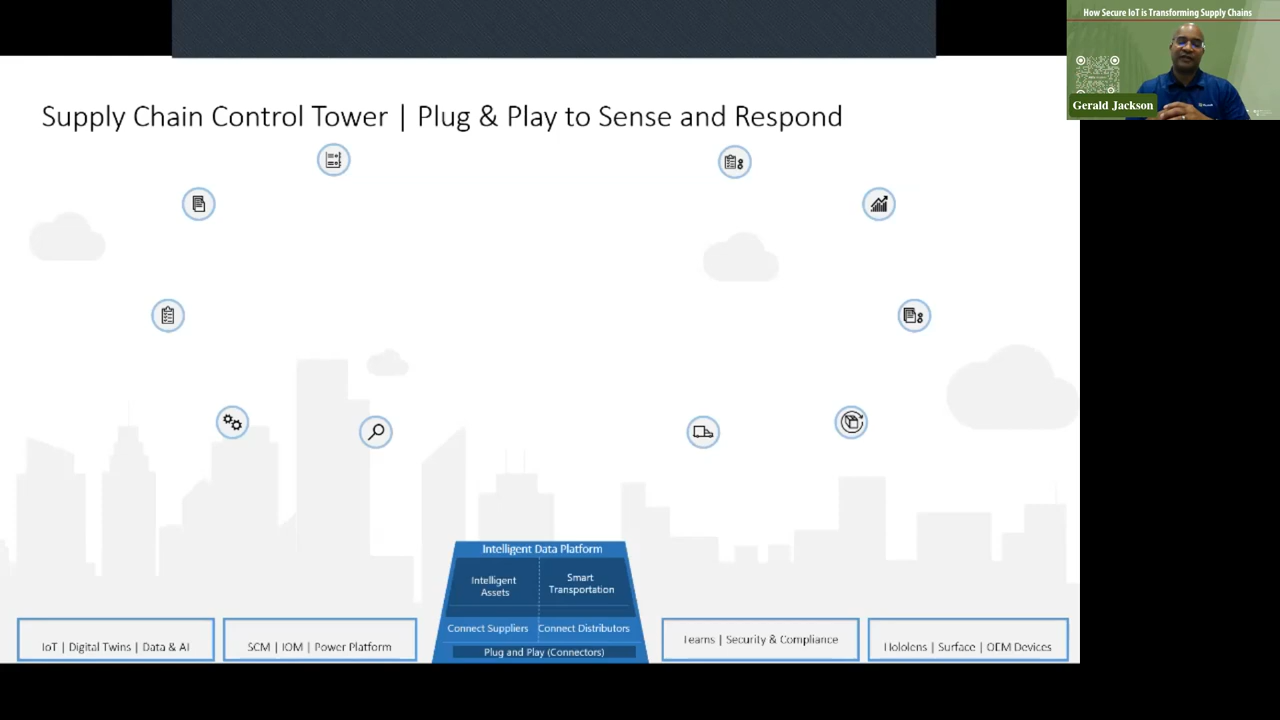 How Secure IoT is Transforming Supply Chains
Gerald Jackson
Supply Chain Control Tower | Plug & Play to Sense and Respond
Intelligent Data Platform
Intelligent
Assets
Smart
Transportation
Connect Suppliers
Connect Distributors
Plug and Play (Connectors)
IoT | Digital Twins | Data & AI
SCM | IOM | Power Platform
Teams | Security & Compliance
Hololens | Surface | OEM Devices